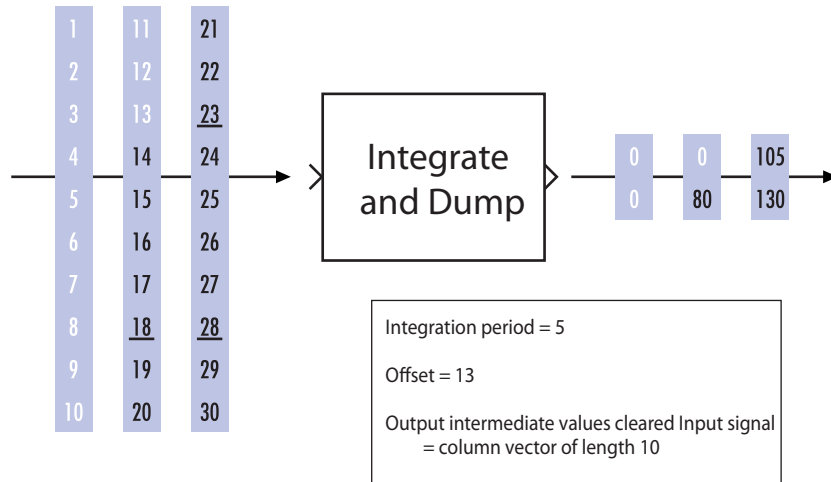 1 11 21
2 12 22
3 13 23
4 14 24
5 15 25
6 16 26
7 17 27
8 18 28
9 19 29
10 20 30
Integrate
and Dump
0 0 105
0 80 130
Integration period = 5
Offset = 13
Output intermediate values cleared Input signal
= column vector of length 10